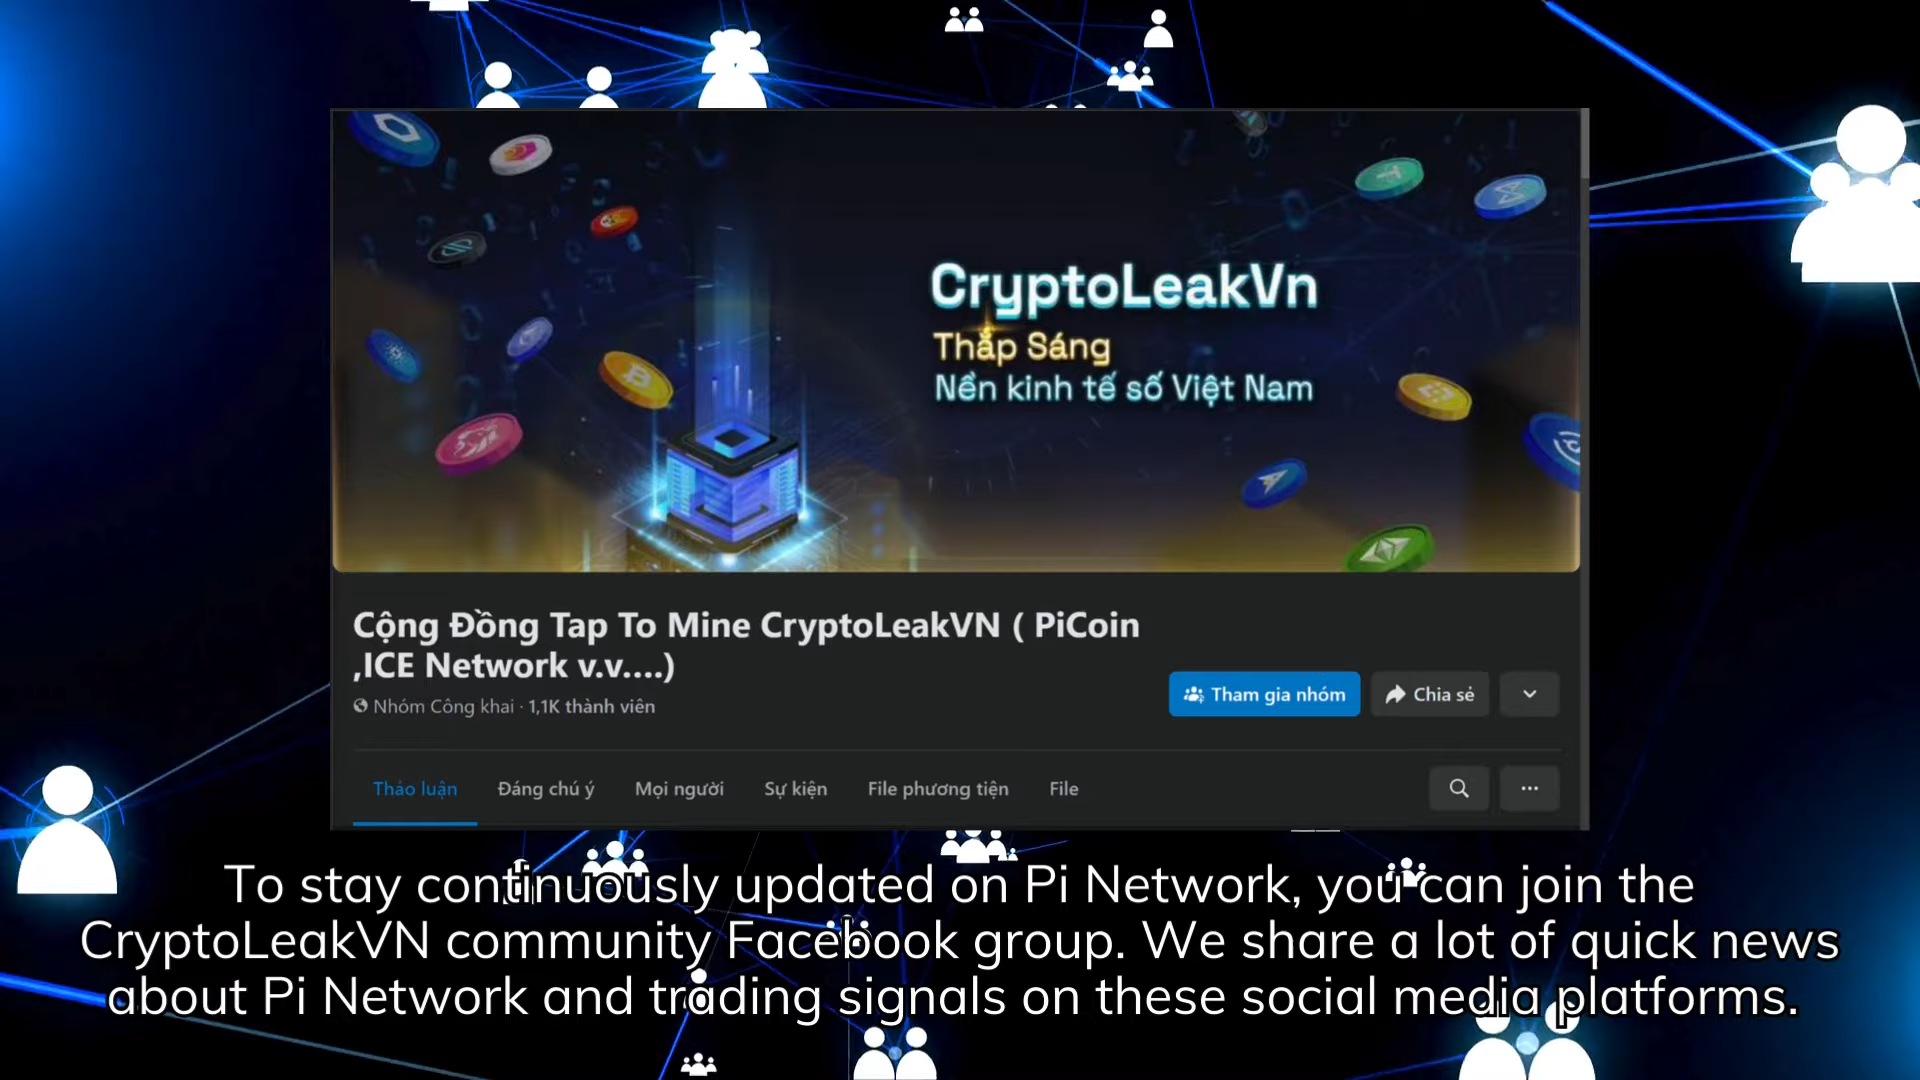 CryptoLeakVn
Thắp Sáng
Nền kinh tế số Việt Nam
Cộng Đồng Tap To Mine CryptoLeakVN ( PiCoin
,ICE Network v.v....)
Nhóm Công khai · 1,1K thành viên
Tham gia nhóm
Chia sẻ
Thảo luận
Đáng chú ý
Mọi người
Sự kiện
File phương tiện
File
To stay continuously updated on Pi Network, you can join the
CryptoLeakVN community Facebook group. We share a lot of quick news
about Pi Network and trading signals on these social media platforms.